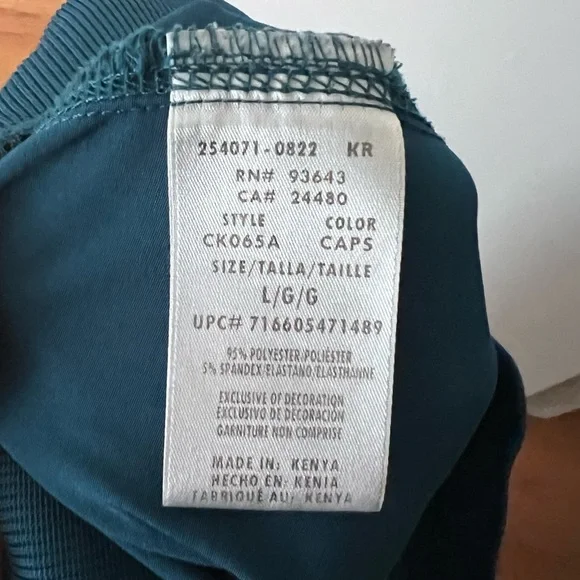 254071-0822 KR
RN# 93643
CA# 24480
STYLE COLOR
CK065A CAPS
SIZE/TALLA/TAILLE
L/G/G
UPC# 716605471489
95% POLYESTER/POLIÉSTER
5% SPANDEX/ELASTANO/ELASTHANNE
EXCLUSIVE OF DECORATION
EXCLUSIVO DE DECORACIÓN
GARNITURE NON COMPRISE
MADE IN: KENYA
HECHO EN: KENIA
FABRIQUÉ AU: KENYA